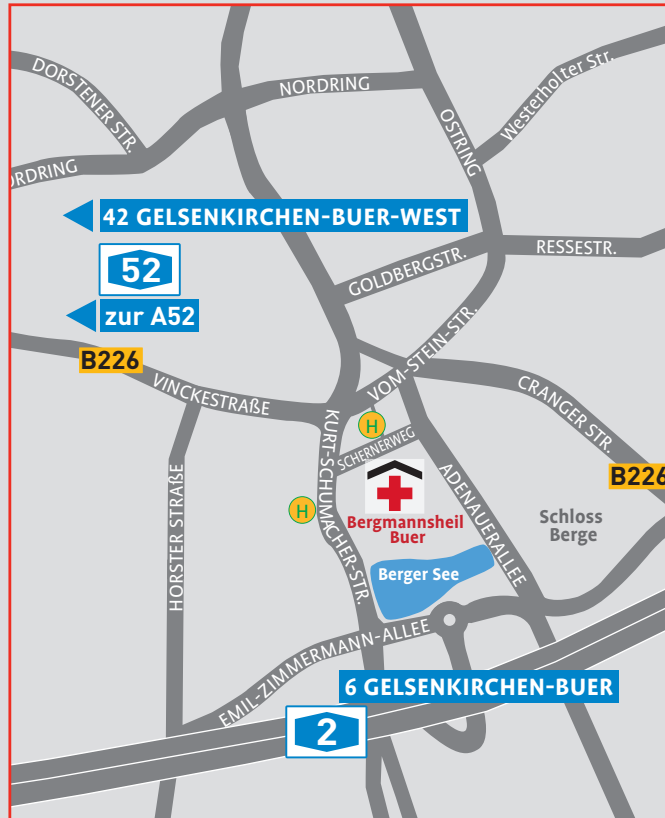 DORSTENER STR.
NORDRING
OSTRING
Westerholter Str.
ORDRING
42 GELSENKIRCHEN-BUER-WEST
52
GOLDBERGSTR.
RESSESTR.
zur A52
B226
VINCKESTRAßE
VOM-STEIN-STR.
CRANGER STR.
KURT-SCHUMACHER-STR.
H
SCHERNERWEG
B226
HORSTER STRAßE
H
Bergmannsheil
Buer
ADENAUERALLEE
Schloss
Berge
Berger See
EMIL-ZIMMERMANN-ALLEE
6 GELSENKIRCHEN-BUER
2